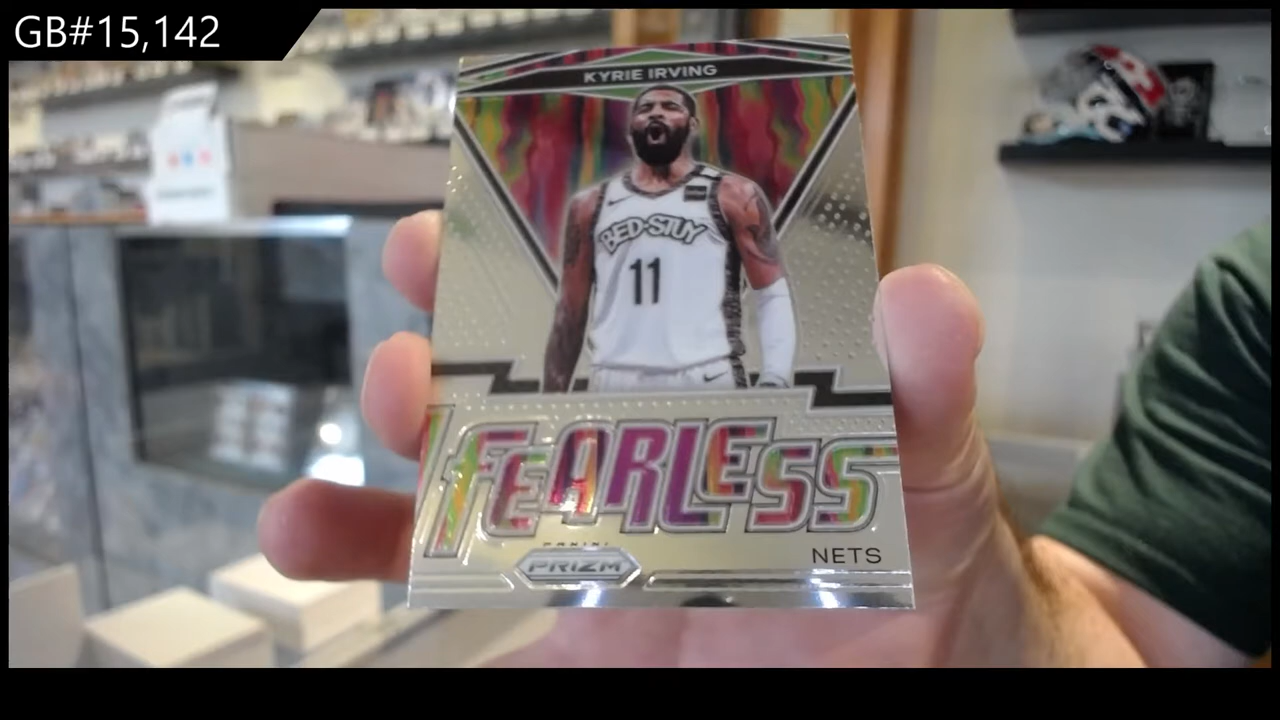 GB#15,142
KYRIE IRVING
BED-STUY
11
FEARLESS
PANINI
PRIZM
NETS